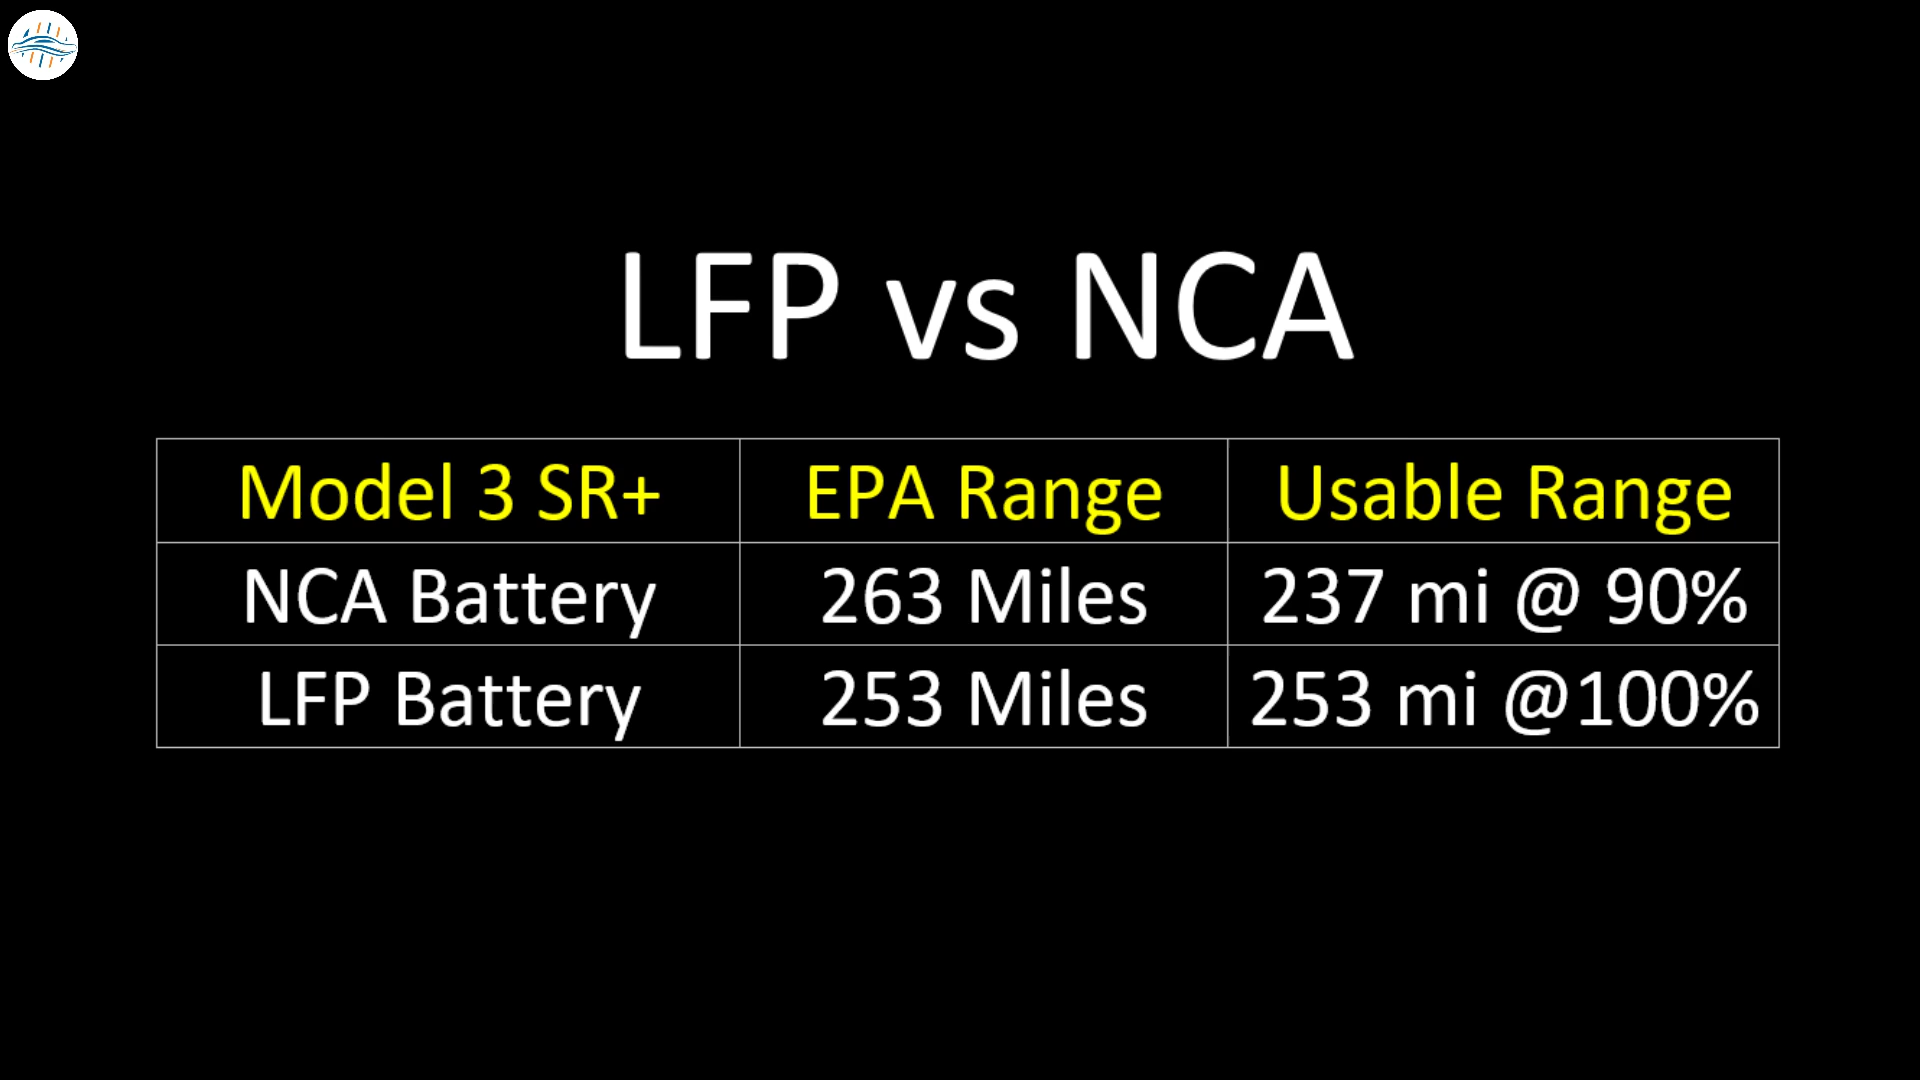 LFP vs NCA
Model 3 SR+ EPA Range Usable Range
NCA Battery 263 Miles 237 mi @ 90%
LFP Battery 253 Miles 253 mi @100%